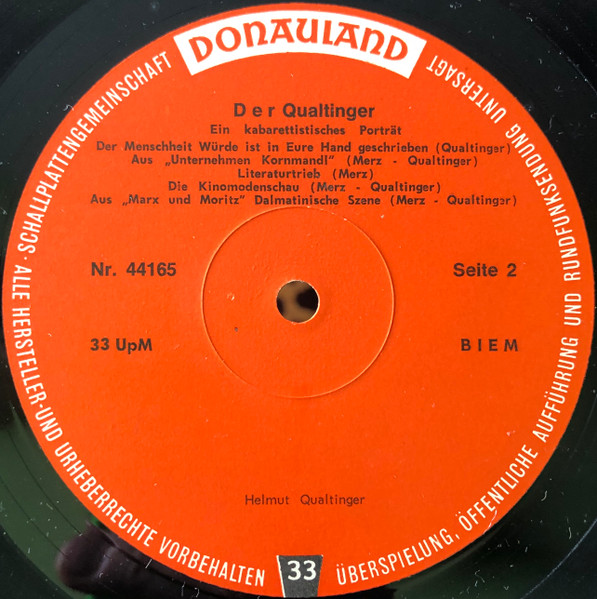 DONAULAND
SCHALLPLATTENGEMEINSCHAFT
Der Qualtinger
Ein kabarettistisches Porträt
Der Menschheit Würde ist in Eure Hand geschrieben (Qualtinger)
Aus „Unternehmen Kornmandl“ (Merz - Qualtinger)
Literaturtrieb (Merz)
Die Kinomodenschau (Merz - Qualtinger)
Aus „Marx und Moritz“ Dalmatinische Szene (Merz - Qualtinger)
Nr. 44165
Seite 2
33 UpM
BIEM
Helmut Qualtinger
· ALLE HERSTELLER-UND URHEBERRECHTE VORBEHALTEN
33
ÜBERSPIELUNG, ÖFFENTLICHE AUFFÜHRUNG UND RUNDFUNKSENDUNG UNTERSAGT